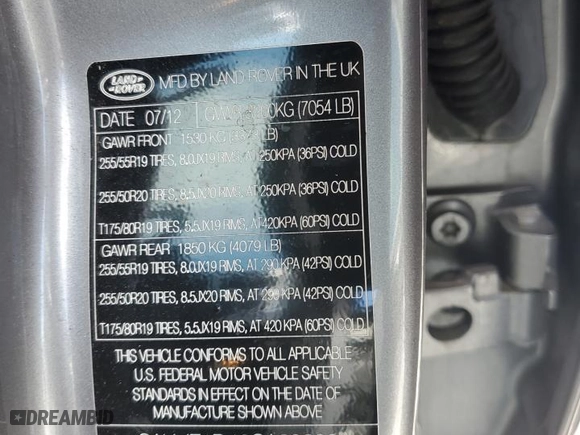 LAND ROVER MFD BY LAND ROVER IN THE UK
DATE 07/12 (7054 LB)
GAWR FRONT 1530 KG LB)
255/55R19 TIRES, 8.0JX19 RIMS, AT 250KPA (36PSI) COLD
255/50R20 TIRES, 8.5JX20 RIMS, AT 250KPA (36PSI) COLD
T175/80R19 TIRES, 5.5JX19 RIMS, AT 420KPA (60PSI) COLD
GAWR REAR 1850 KG (4079 LB)
255/55R19 TIRES, 8.0JX19 RIMS, AT 290 KPA (42PSI) COLD
255/50R20 TIRES, 8.5JX20 RIMS, AT 290 KPA (42PSI) COLD
T175/80R19 TIRES, 5.5JX19 RIMS, AT 420 KPA (60PSI) COLD
THIS VEHICLE CONFORMS TO ALL APPLICABLE
U.S. FEDERAL MOTOR VEHICLE SAFETY
STANDARDS IN EFFECT ON THE DATE OF
MANUFACTURE SHOWN ABOVE
DREAMBID